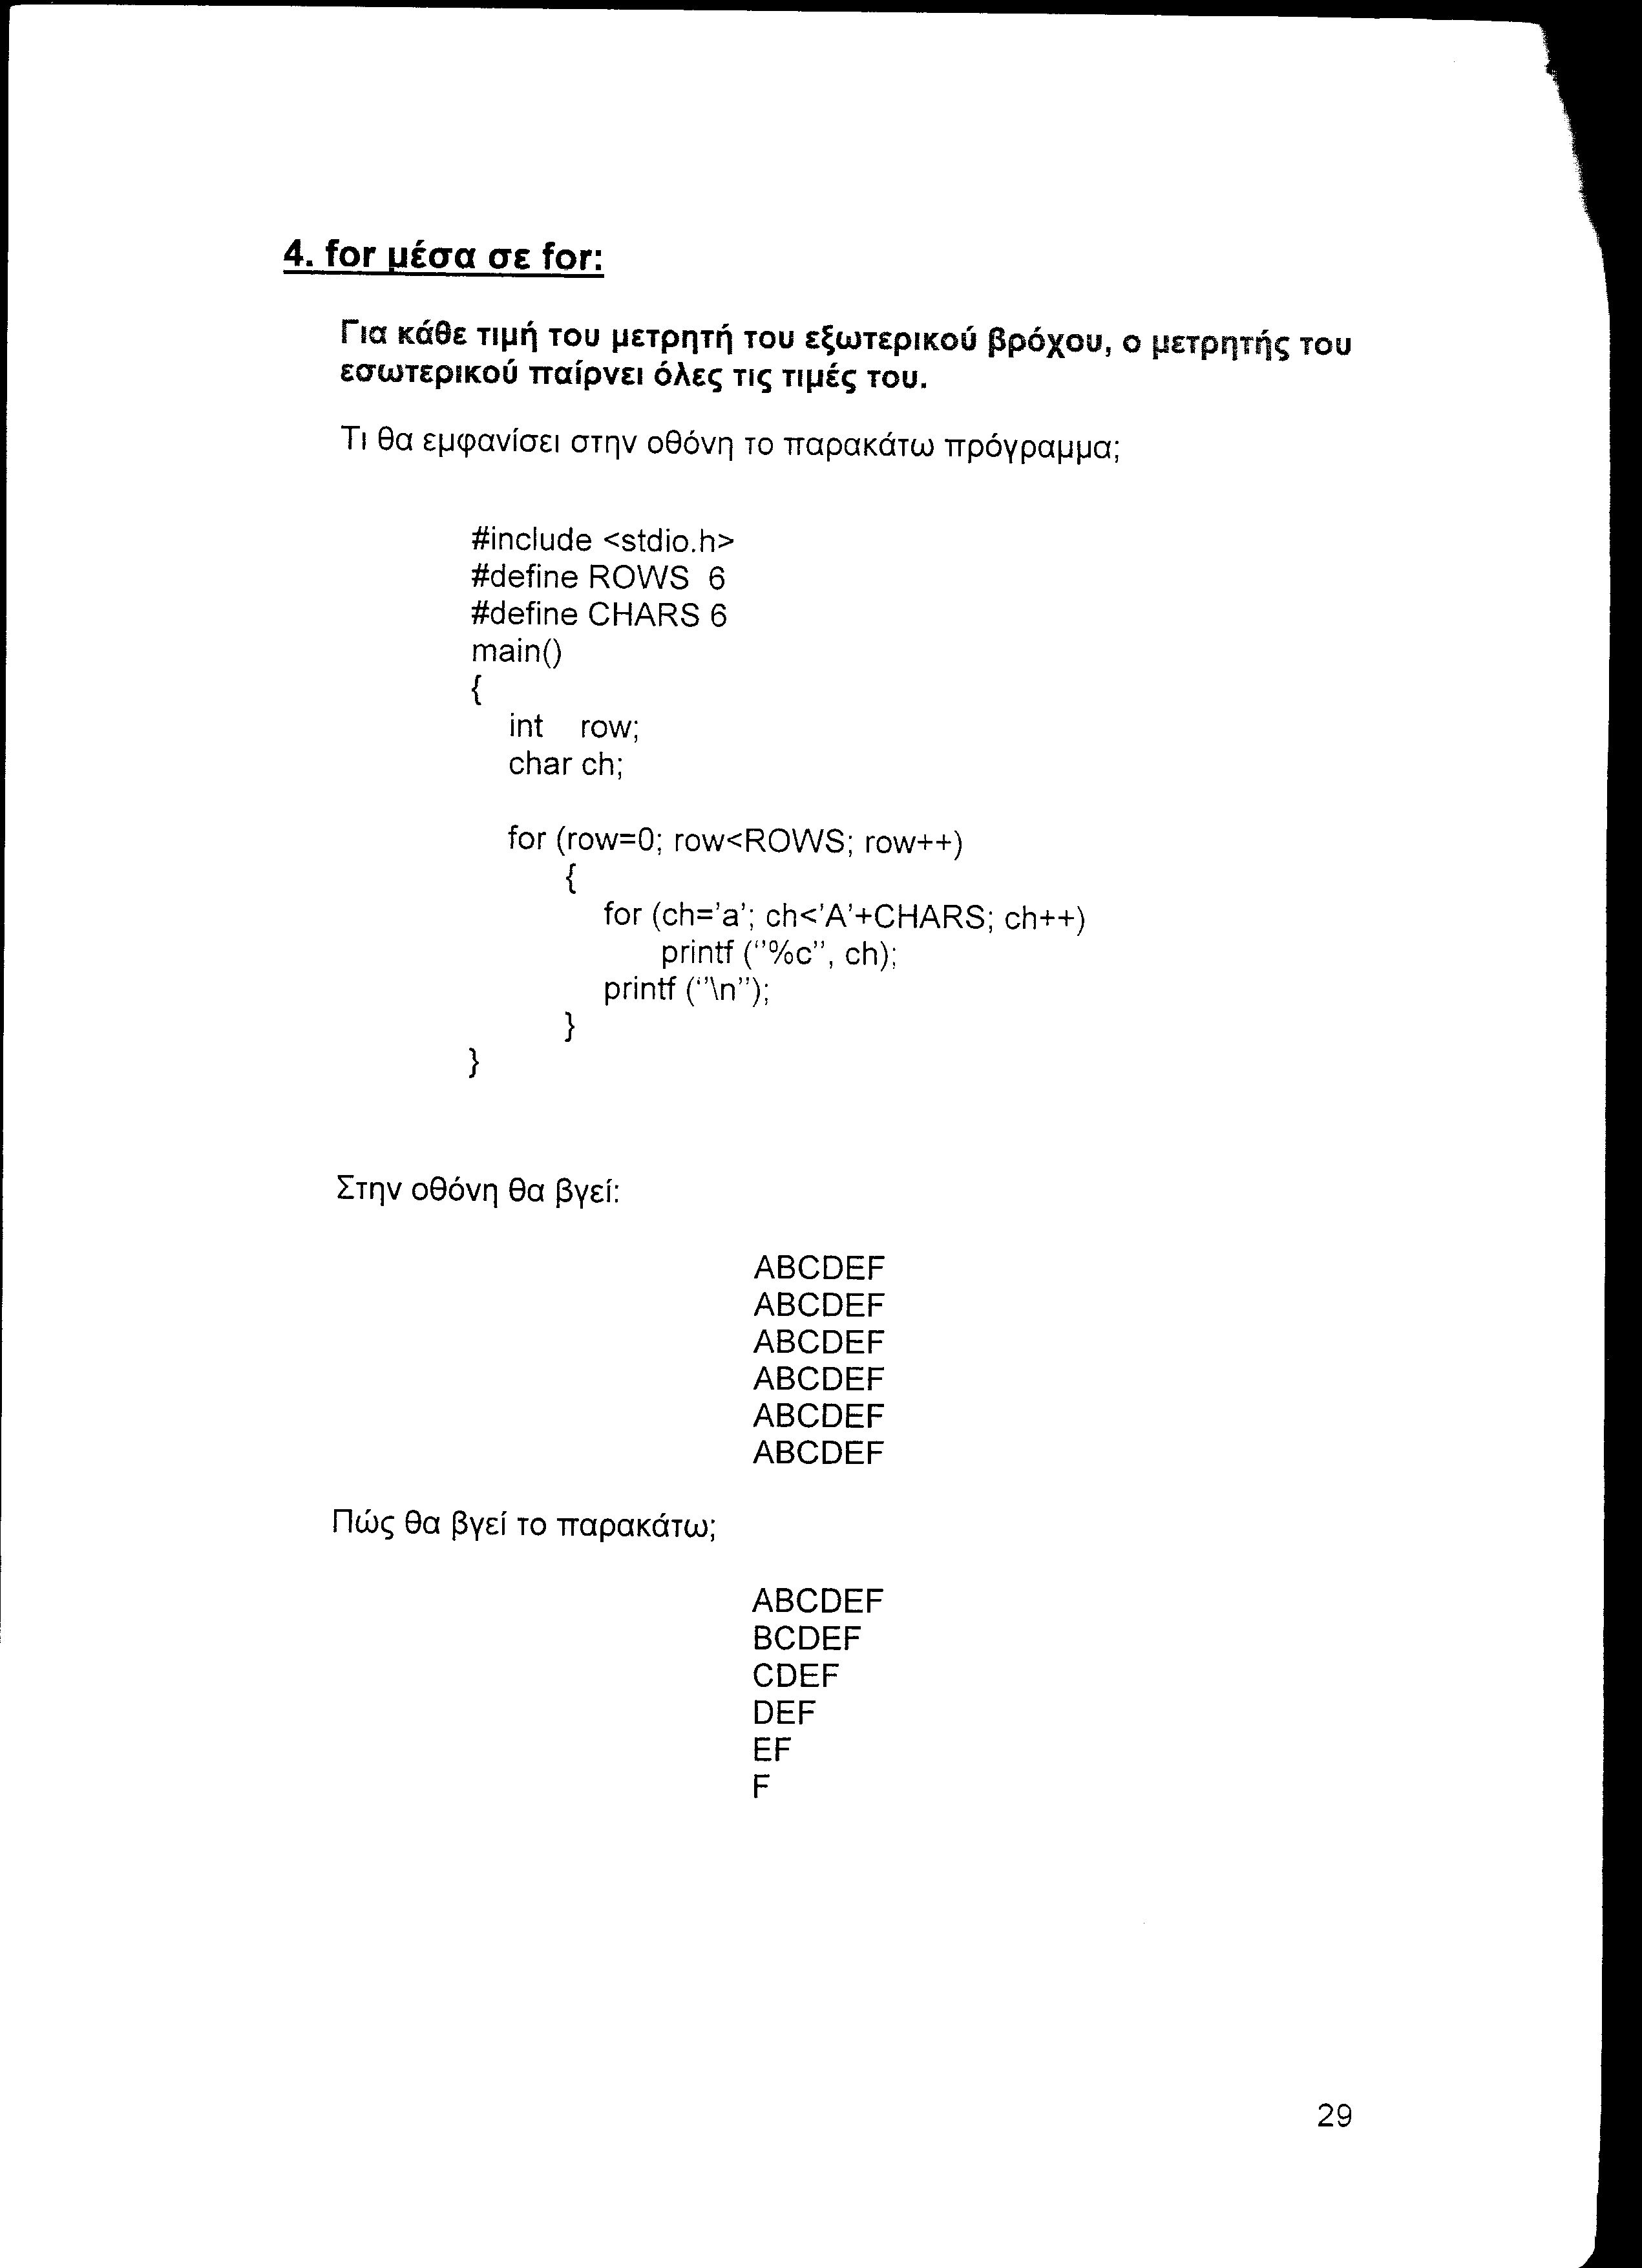 4. for μέσα σε for:
Για κάθε τιμή του μετρητή του εξωτερικού βρόχου, ο μετρητής του
εσωτερικού παίρνει όλες τις τιμές του.
Τι θα εμφανίσει στην οθόνη το παρακάτω πρόγραμμα;
#include <stdio.h>
#define ROWS 6
#define CHARS 6
main()
{
int row;
char ch;
for (row=0; row<ROWS; row++)
{
for (ch='a'; ch<'A'+CHARS; ch++)
printf ("%c", ch);
printf ("\n");
}
}
Στην οθόνη θα βγεί:
ABCDEF
ABCDEF
ABCDEF
ABCDEF
ABCDEF
ABCDEF
Πώς θα βγεί το παρακάτω;
ABCDEF
BCDEF
CDEF
DEF
EF
F
29